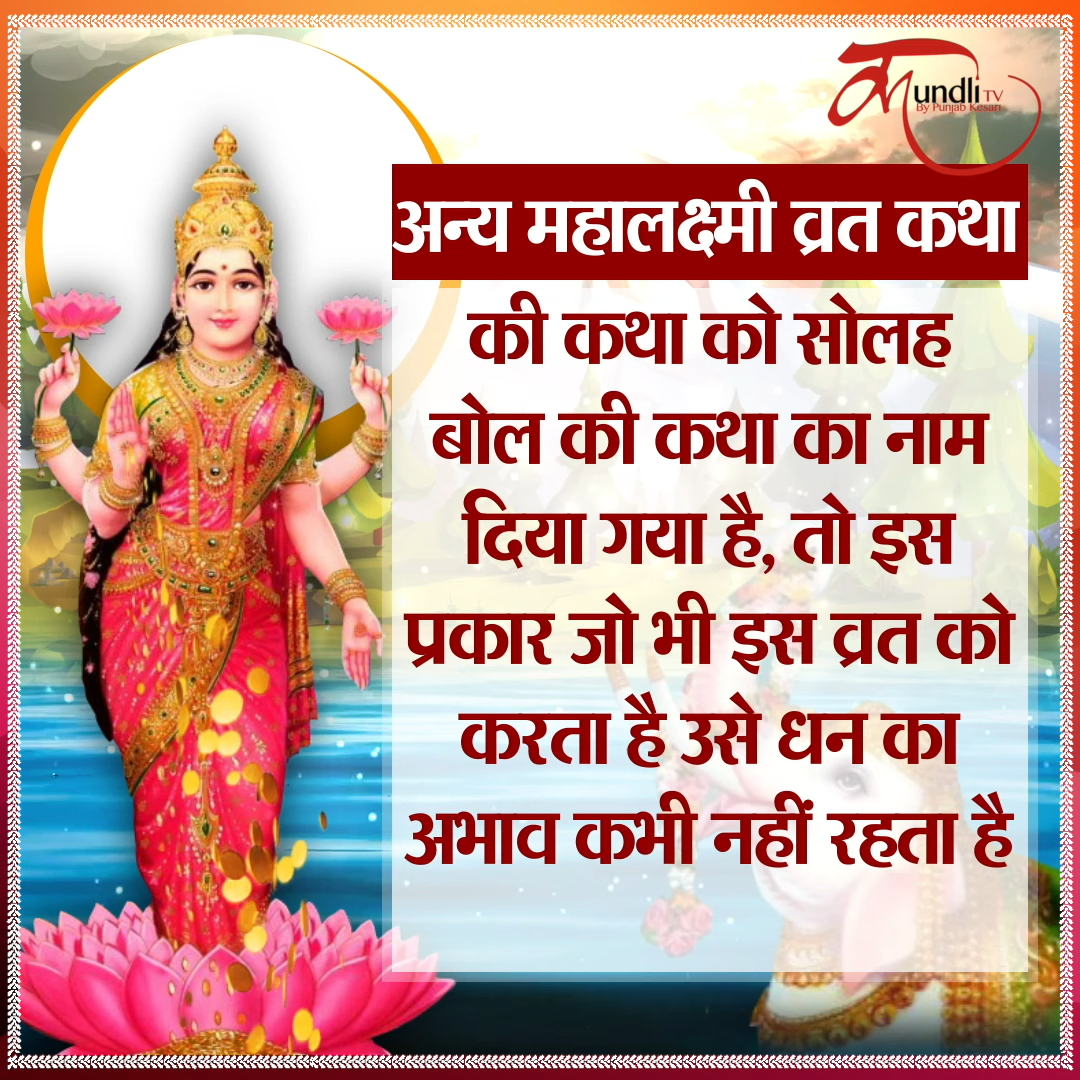 कundli TV
By Punjab Kesari
अन्य महालक्ष्मी व्रत कथा
की कथा को सोलह
बोल की कथा का नाम
दिया गया है, तो इस
प्रकार जो भी इस व्रत को
करता है उसे धन का
अभाव कभी नहीं रहता है